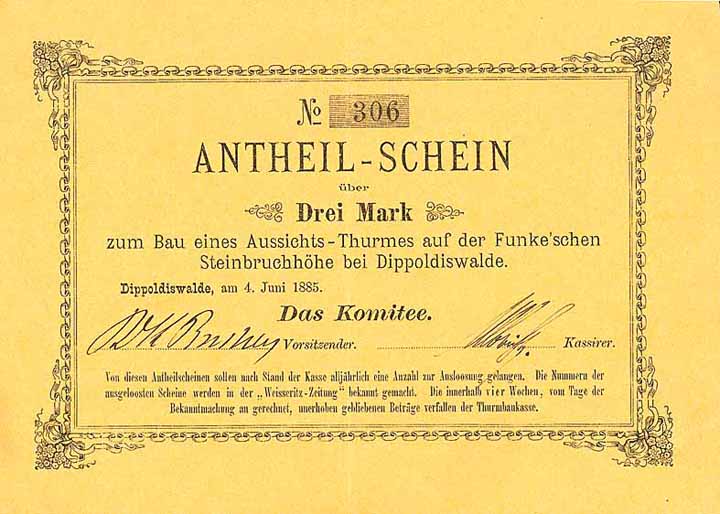 No 306
ANTHEIL-SCHEIN
über
Drei Mark
zum Bau eines Aussichts-Thurmes auf der Funke'schen
Steinbruchhöhe bei Dippoldiswalde.
Dippoldiswalde, am 4. Juni 1885.
Das Komitee.
Vorsitzender. Kassirer.
Von diesen Antheilscheinen sollen nach Stand der Kasse alljährlich eine Anzahl zur Ausloosung gelangen. Die Nummern der
ausgeloosten Scheine werden in der „Weisseritz-Zeitung" bekannt gemacht. Die innerhalb vier Wochen, vom Tage der
Bekanntmachung an gerechnet, unerhoben gebliebenen Beträge verfallen der Thurmbaukasse.